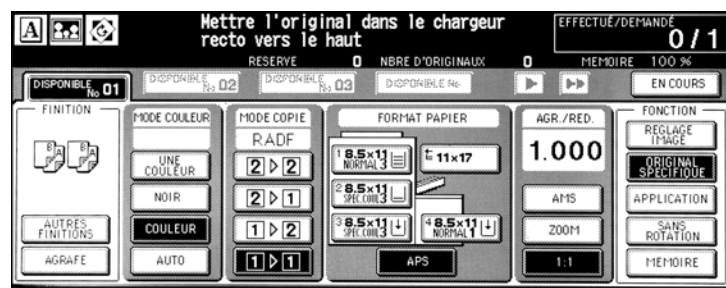 A
Mettre l'original dans le chargeur
recto vers le haut
EFFECTUÉ/DEMANDÉ
0/1
RESERVE 0 NBRE D'ORIGINAUX 0 MEMOIRE 100 %
DISPONIBLE No 01
DISPONIBLE No 02
DISPONIBLE No 03
DISPONIBLE No
EN COURS
FINITION
AUTRES
FINITIONS
AGRAFE
MODE COULEUR
UNE
COULEUR
NOIR
COULEUR
AUTO
MODE COPIE
RADF
2 ▷ 2
2 ▷ 1
1 ▷ 2
1 ▷ 1
FORMAT PAPIER
1 8.5x11
NORMAL 3
11x17
2 8.5x11
SPEC.COUL 3
3 8.5x11
SPEC.COUL 3
4 8.5x11
NORMAL 1
APS
AGR./RED.
1.000
AMS
ZOOM
1:1
FONCTION
REGLAGE
IMAGE
ORIGINAL
SPECIFIQUE
APPLICATION
SANS
ROTATION
MEMOIRE